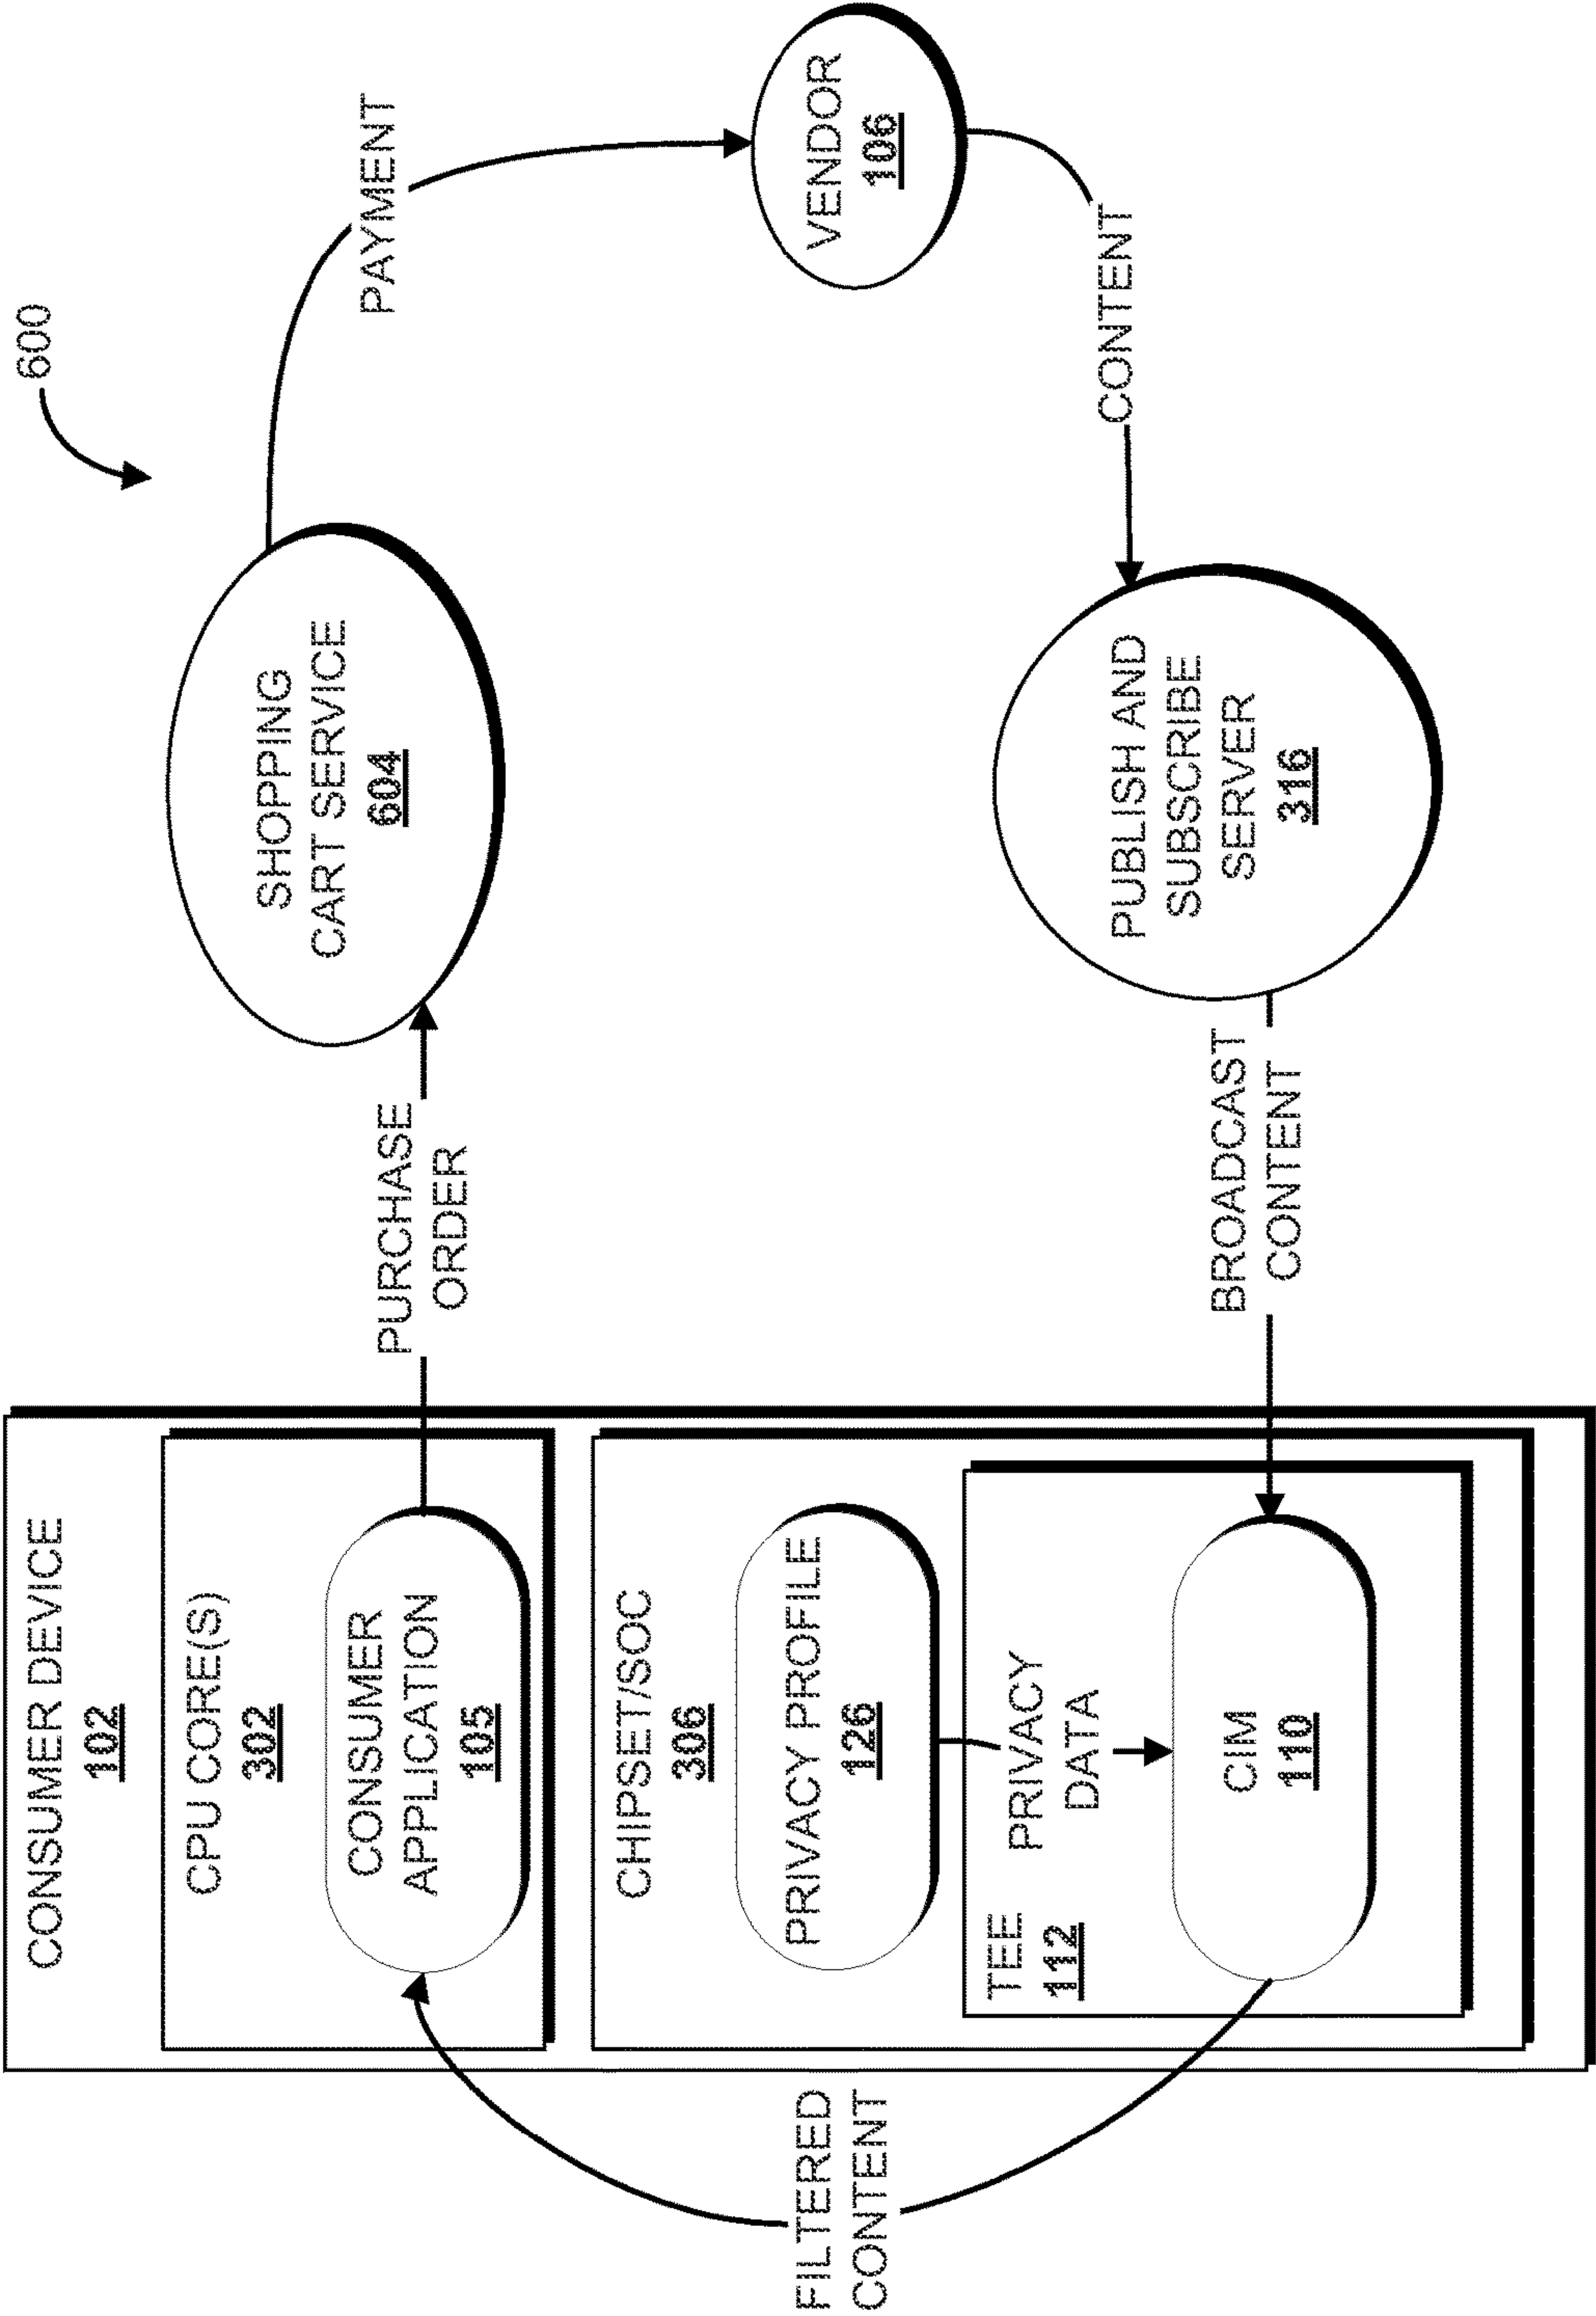 600
CONSUMER DEVICE
102
CPU CORE(S)
302
CONSUMER
APPLICATION
105
PURCHASE
ORDER
SHOPPING
CART SERVICE
604
PAYMENT
VENDOR
106
CONTENT
PUBLISH AND
SUBSCRIBE
SERVER
316
BROADCAST
CONTENT
CHIPSET/SOC
306
PRIVACY PROFILE
126
TEE
112
PRIVACY
DATA
CIM
110
FILTERED
CONTENT